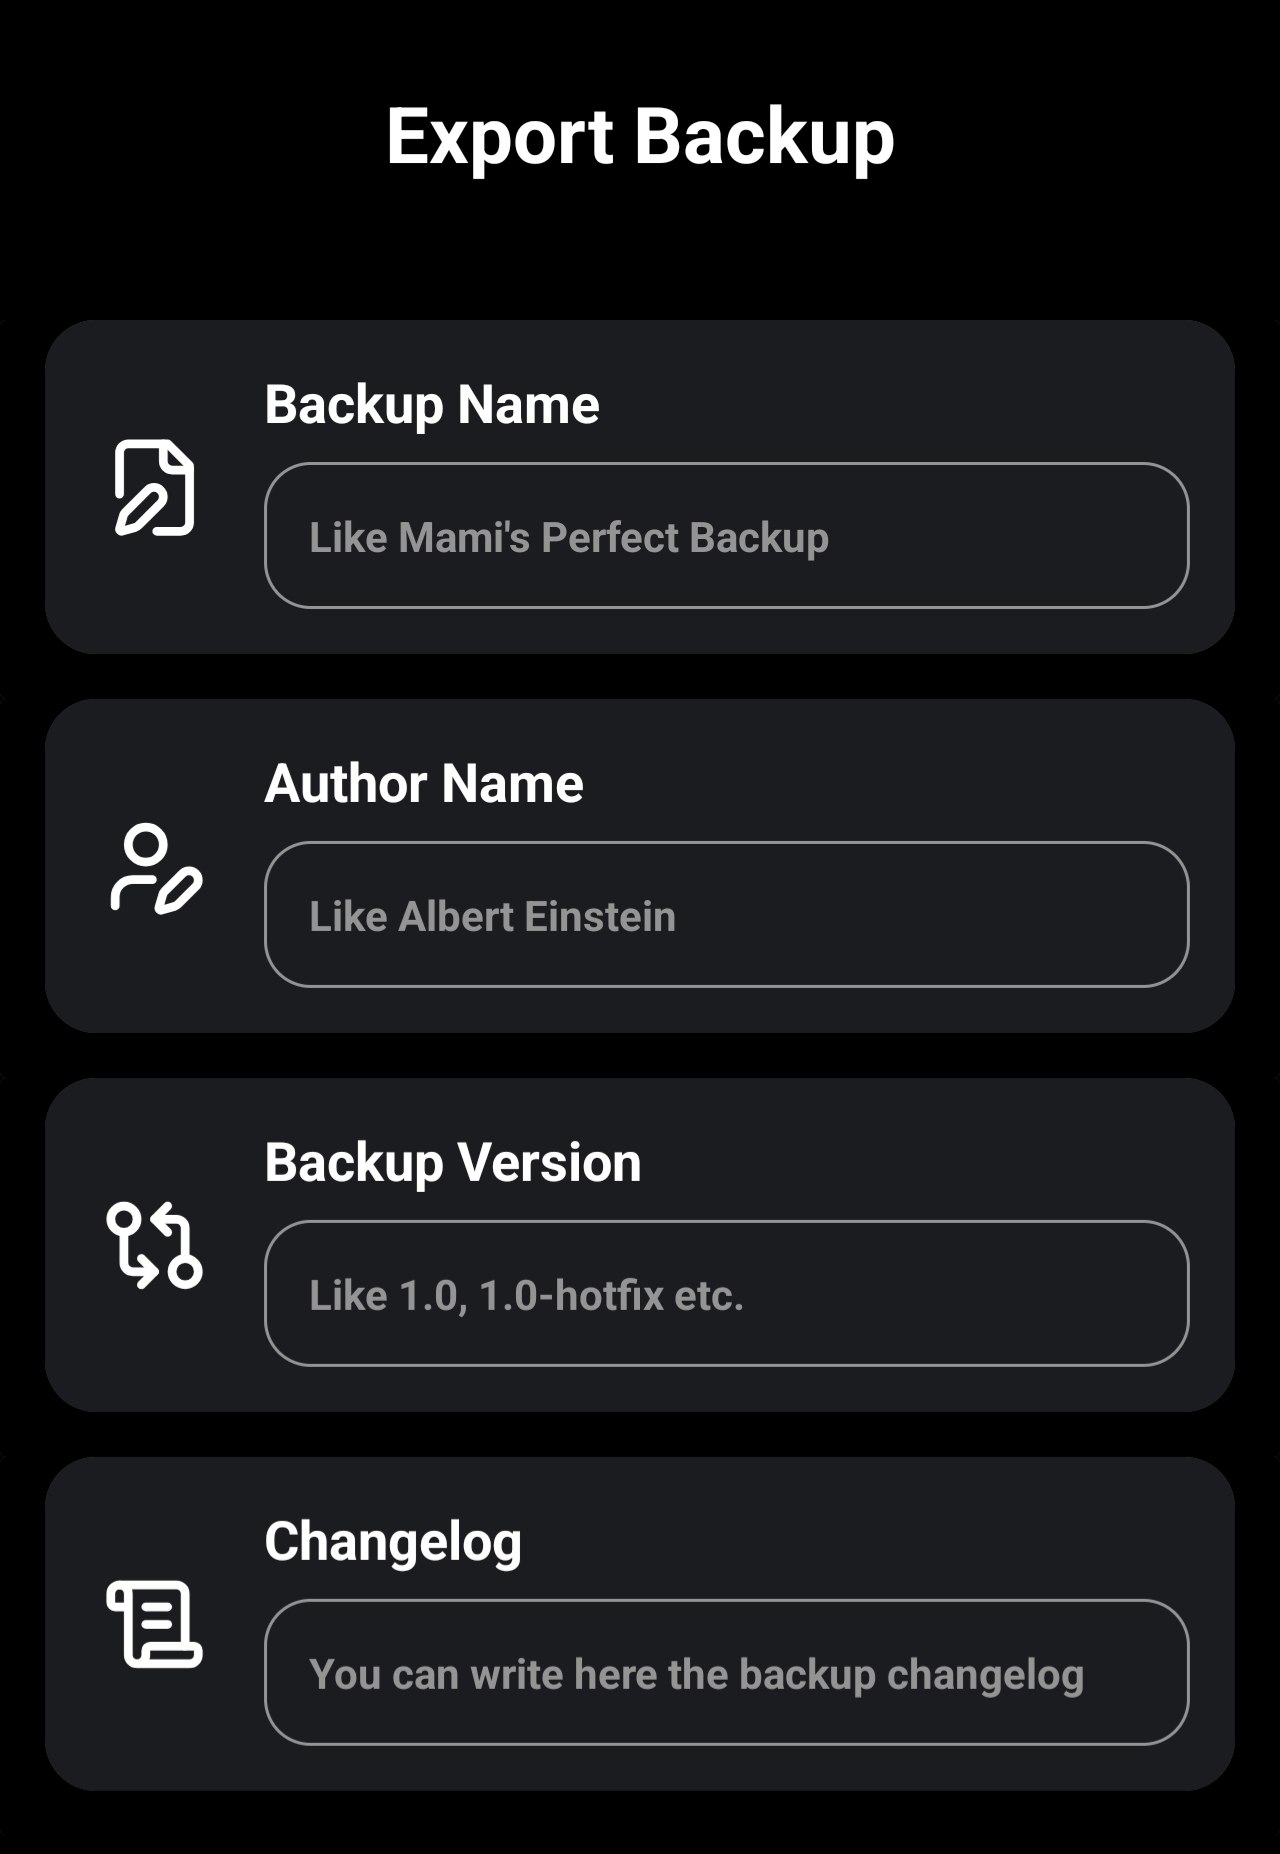 Export Backup
Backup Name
Like Mami's Perfect Backup
Author Name
Like Albert Einstein
Backup Version
Like 1.0, 1.0-hotfix etc.
Changelog
You can write here the backup changelog